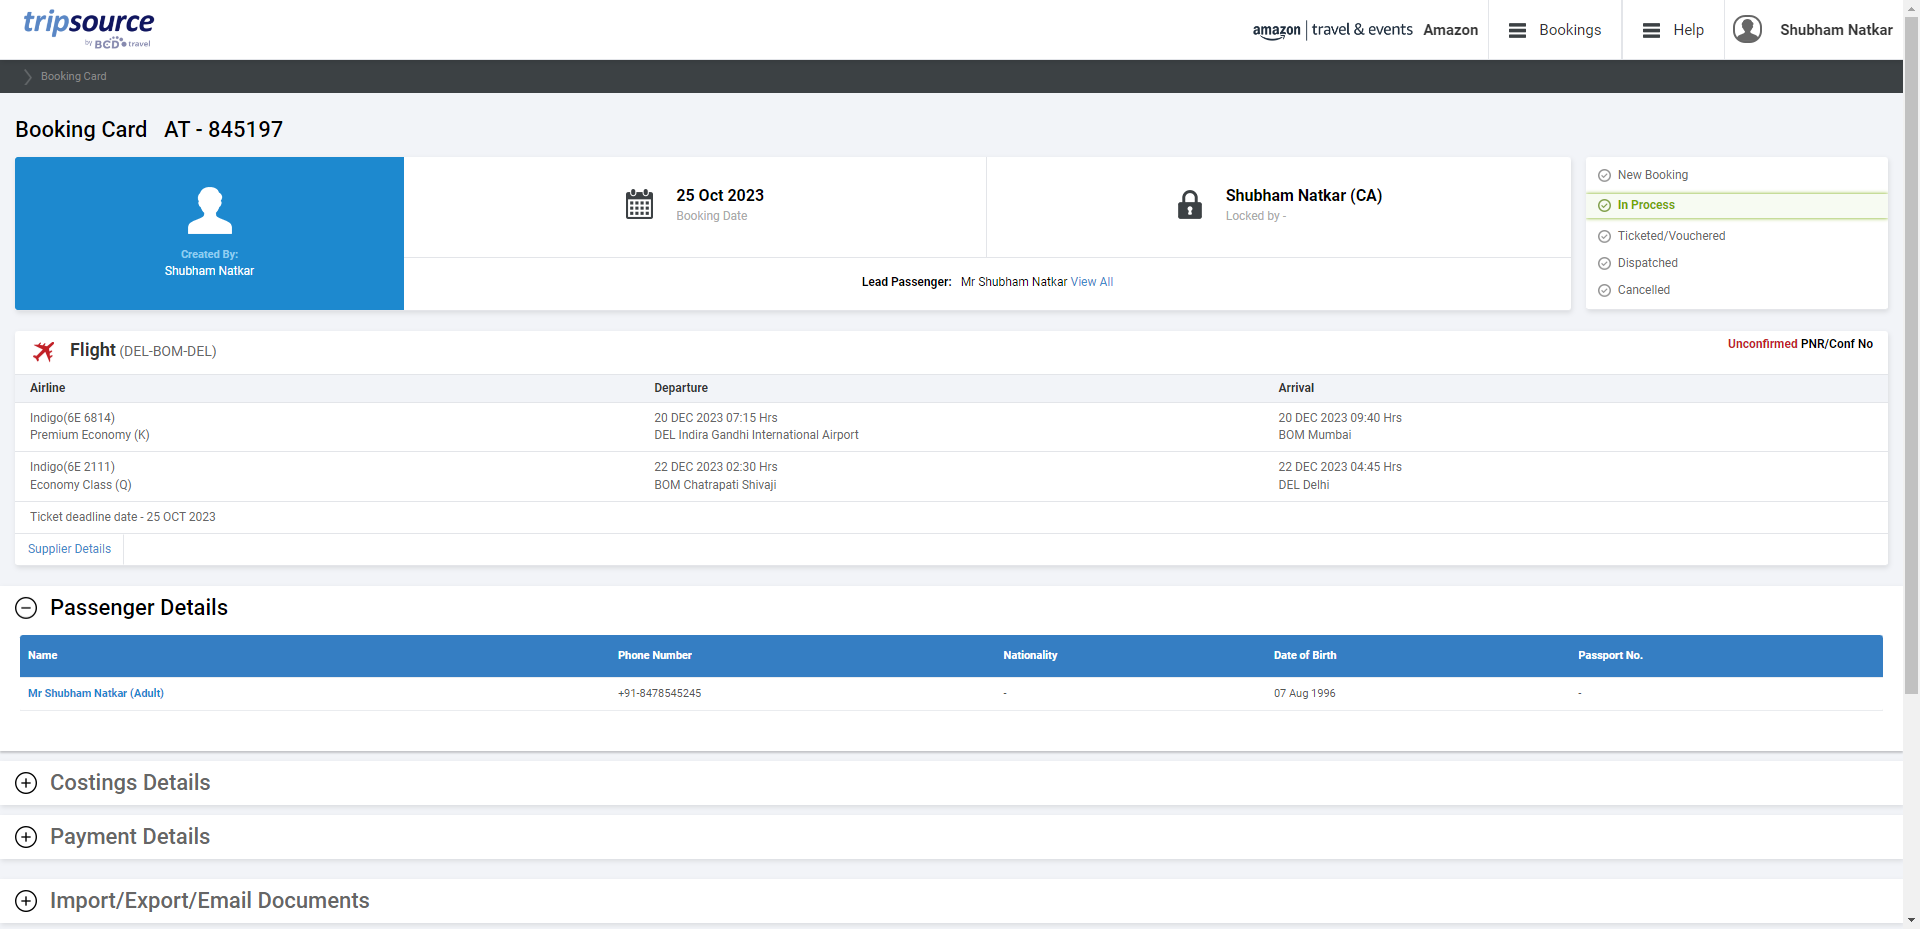 tripsource
by BCD travel
amazon | travel & events Amazon
Bookings
Help
Shubham Natkar
Booking Card
Booking Card AT - 845197
Created By:
Shubham Natkar
25 Oct 2023
Booking Date
Shubham Natkar (CA)
Locked by -
Lead Passenger: Mr Shubham Natkar View All
New Booking
In Process
Ticketed/Vouchered
Dispatched
Cancelled
Flight (DEL-BOM-DEL)
Unconfirmed PNR/Conf No
Airline Departure Arrival
Indigo(6E 6814) 20 DEC 2023 07:15 Hrs 20 DEC 2023 09:40 Hrs
Premium Economy (K) DEL Indira Gandhi International Airport BOM Mumbai
Indigo(6E 2111) 22 DEC 2023 02:30 Hrs 22 DEC 2023 04:45 Hrs
Economy Class (Q) BOM Chatrapati Shivaji DEL Delhi
Ticket deadline date - 25 OCT 2023
Supplier Details
Passenger Details
Name Phone Number Nationality Date of Birth Passport No.
Mr Shubham Natkar (Adult) +91-8478545245 - 07 Aug 1996 -
Costings Details
Payment Details
Import/Export/Email Documents